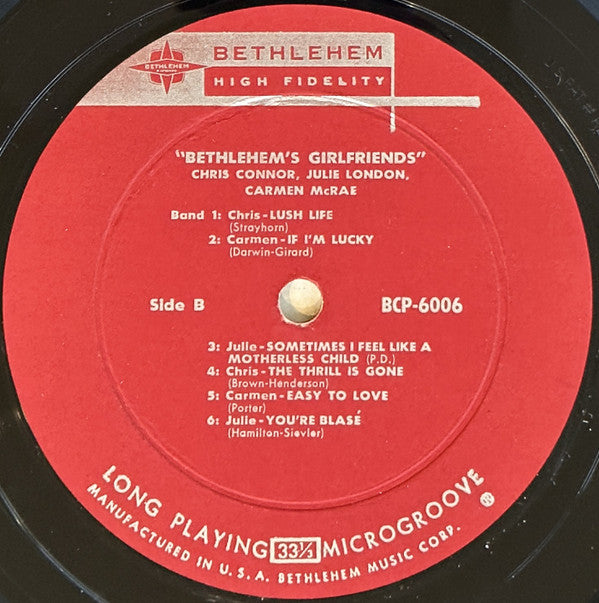 BETHLEHEM
BETHLEHEM
HIGH FIDELITY
"BETHLEHEM'S GIRLFRIENDS"
CHRIS CONNOR, JULIE LONDON,
CARMEN McRAE
Band 1: Chris-LUSH LIFE
(Strayhorn)
2: Carmen-IF I'M LUCKY
(Darwin-Girard)
Side B
BCP-6006
3: Julie-SOMETIMES I FEEL LIKE A
MOTHERLESS CHILD (P.D.)
4: Chris-THE THRILL IS GONE
(Brown-Henderson)
5: Carmen-EASY TO LOVE
(Porter)
6: Julie-YOU'RE BLASÉ
(Hamilton-Sievler)
LONG PLAYING 33⅓ MICROGROOVE
MANUFACTURED IN U.S.A. BETHLEHEM MUSIC CORP.